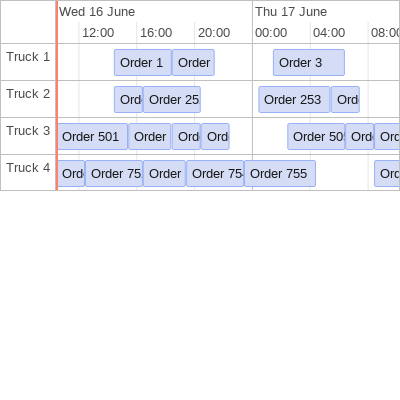 Wed 16 June Thu 17 June
12:00 16:00 20:00 00:00 04:00 08:00
Truck 1 Order 1 Order Order 3
Truck 2 Ord Order 25 Order 253 Ord
Truck 3 Order 501 Order Ord Ord Order 505 Ord Ord
Truck 4 Ord Order 75 Order Order 754 Order 755 Ord